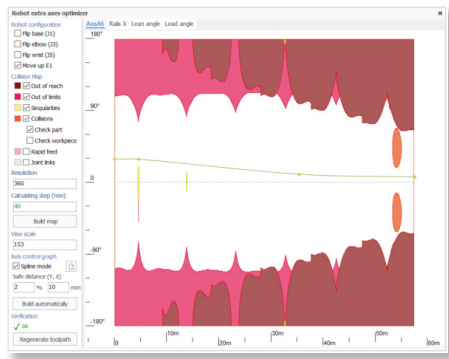 Robot extra axes optimizer
Robot configuration
Flip base (J1)
Flip elbow (J3)
Flip wrist (J5)
Move up E1
Collision Map
Out of reach
Out of limits
Singularities
Collisions
Check part
Check workpiece
Rapid feed
Joint links
Resolution
360
Calculating step (mm)
40
Build map
View scale
153
Axis control graph
Spline mode
Safe distance (Y, X)
2 % 10 mm
Build automatically
Verification
Ok
Regenerate toolpath
AxisA6 Rails X Lean angle Lead angle
180°
90°
0
-90°
-180°
0 10m 20m 30m 40m 50m 60m